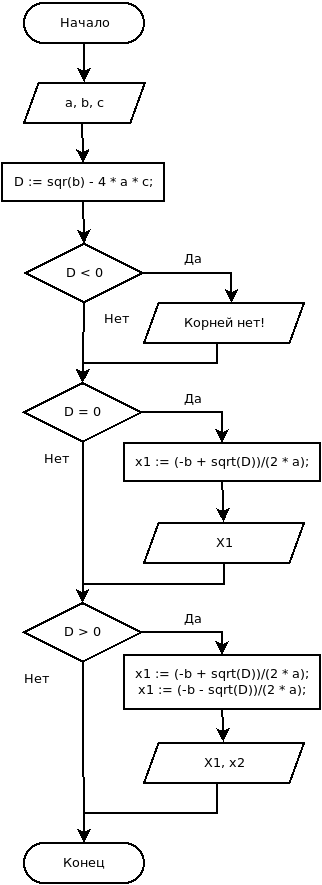 Начало
a, b, c
D := sqr(b) - 4 * a * c;
D < 0
Да
Нет
Корней нет!
D = 0
Да
Нет
x1 := (-b + sqrt(D))/(2 * a);
X1
D > 0
Да
Нет
x1 := (-b + sqrt(D))/(2 * a);
x1 := (-b - sqrt(D))/(2 * a);
X1, x2
Конец